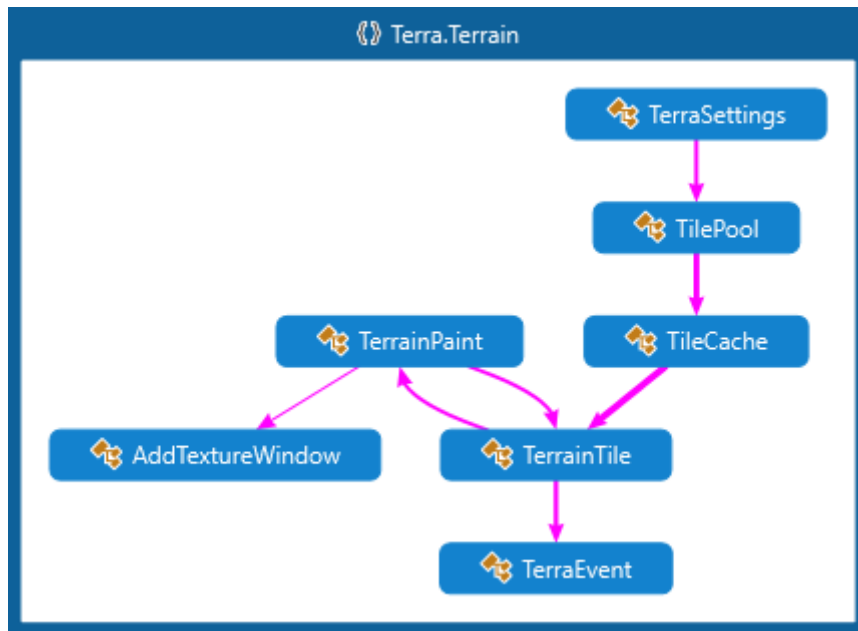 Terra.Terrain
TerraSettings
TilePool
TerrainPaint
TileCache
AddTextureWindow
TerrainTile
TerraEvent